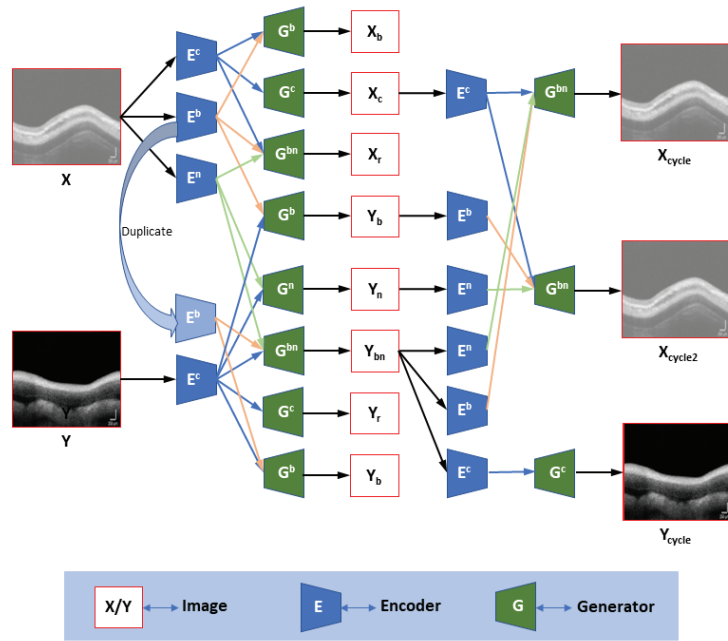 G^b
X_b
E^c
G^c
X_c
E^c
G^bn
E^b
X_cycle
X
G^bn
X_r
E^n
G^b
Y_b
E^b
Duplicate
G^n
Y_n
E^n
G^bn
X_cycle2
E^b
G^bn
Y_bn
E^n
E^c
G^c
Y_r
E^b
Y
G^b
Y_b
E^c
G^c
Y_cycle
X/Y
Image
E
Encoder
G
Generator